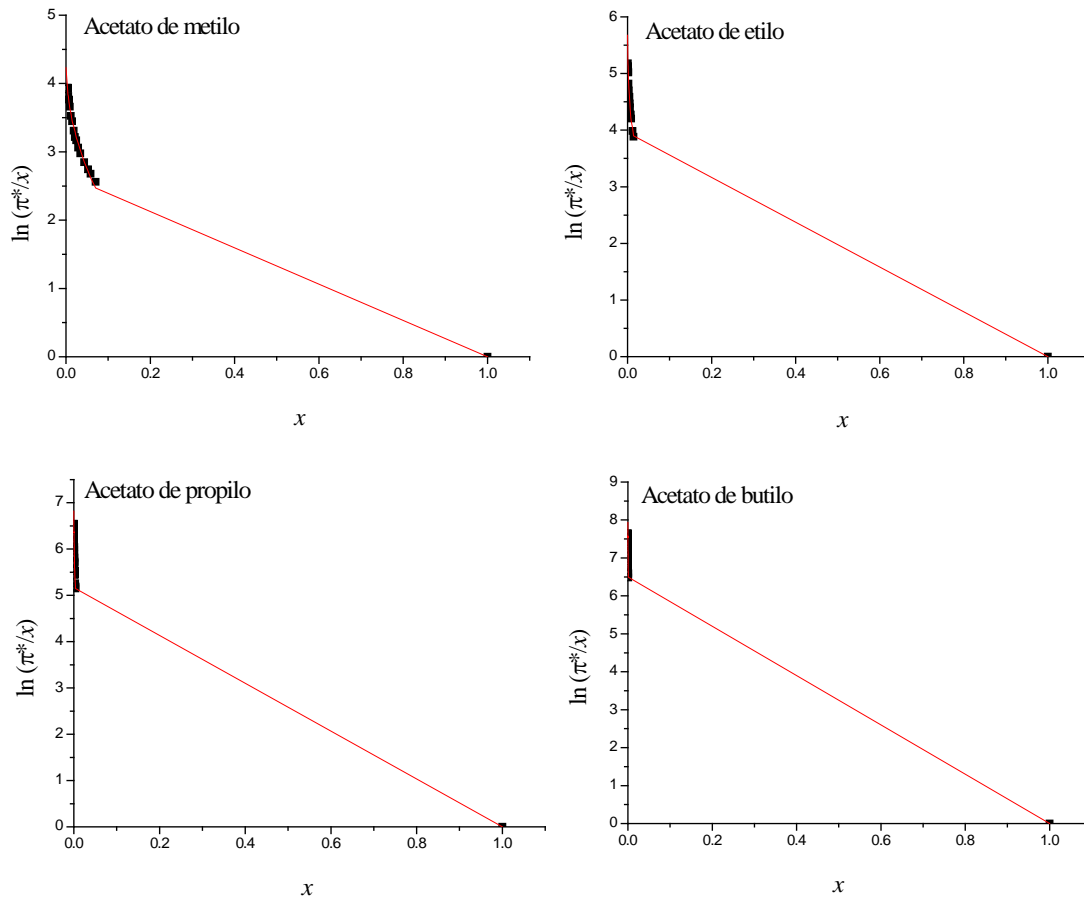 Acetato de metilo
5
4
3
2
1
0
ln (π*/x)
0.0 0.2 0.4 0.6 0.8 1.0
x
Acetato de etilo
6
5
4
3
2
1
0
ln (π*/x)
0.0 0.2 0.4 0.6 0.8 1.0
x
Acetato de propilo
7
6
5
4
3
2
1
0
ln (π*/x)
0.0 0.2 0.4 0.6 0.8 1.0
x
Acetato de butilo
9
8
7
6
5
4
3
2
1
0
ln (π*/x)
0.0 0.2 0.4 0.6 0.8 1.0
x